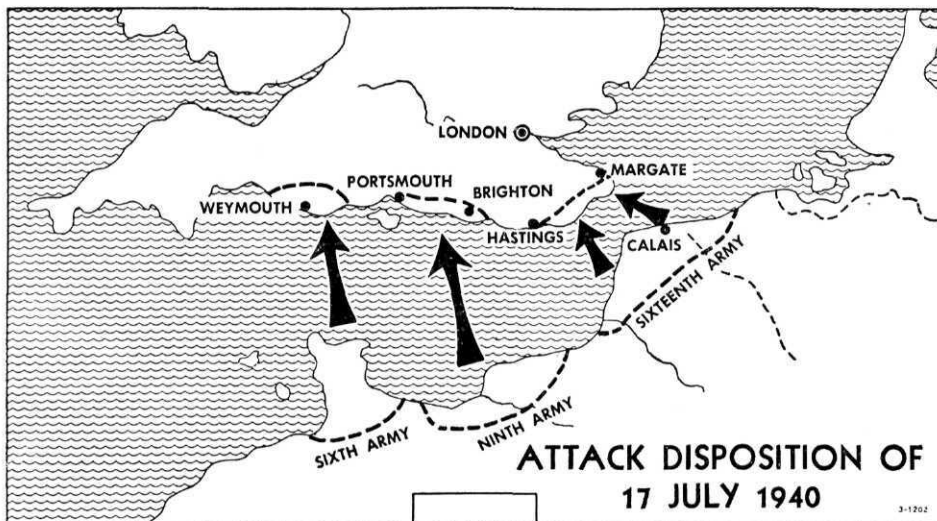 LONDON
MARGATE
PORTSMOUTH
BRIGHTON
WEYMOUTH
HASTINGS
CALAIS
SIXTEENTH ARMY
SIXTH ARMY
NINTH ARMY
ATTACK DISPOSITION OF
17 JULY 1940
3-1202